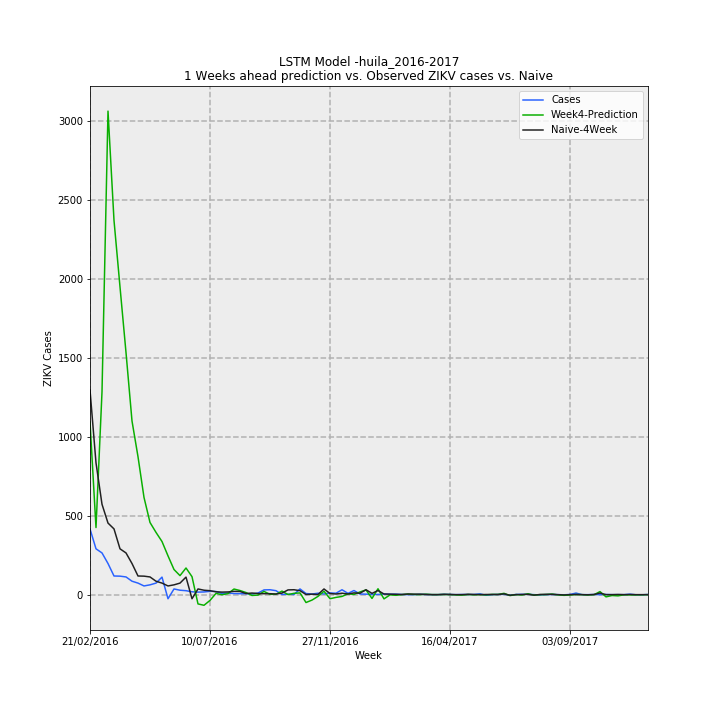 LSTM Model -huila_2016-2017
1 Weeks ahead prediction vs. Observed ZIKV cases vs. Naive
Cases
Week4-Prediction
Naive-4Week
3000
2500
2000
1500
1000
500
0
ZIKV Cases
21/02/2016
10/07/2016
27/11/2016
16/04/2017
03/09/2017
Week